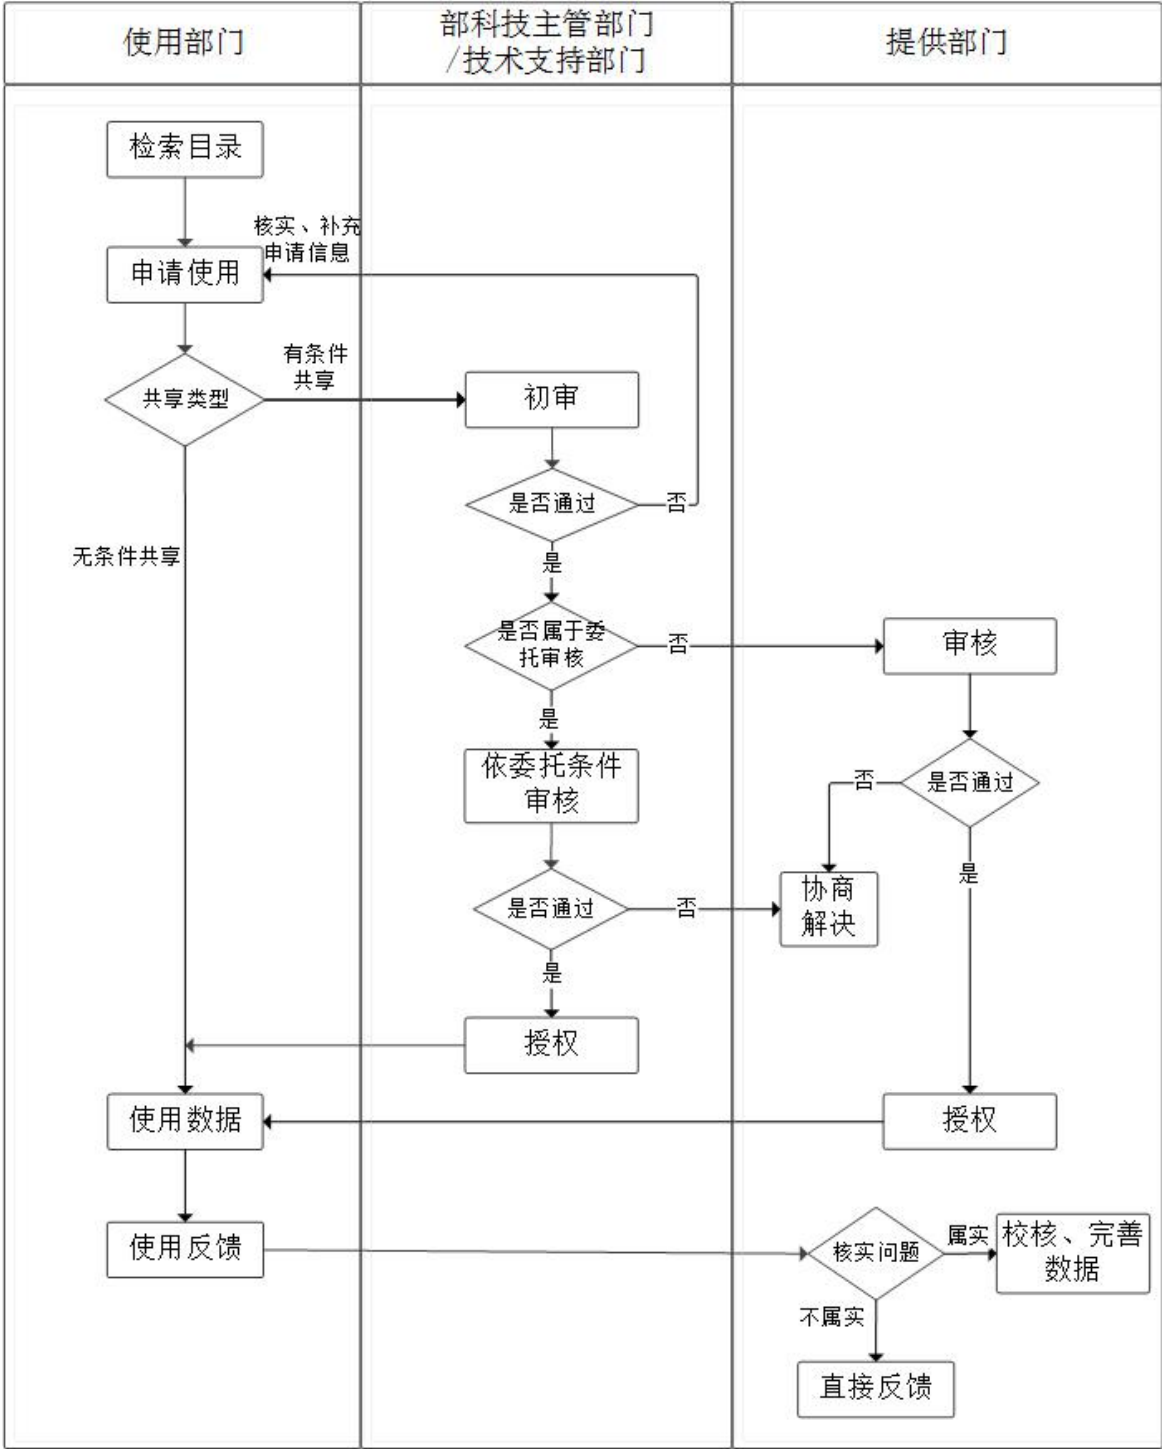 使用部门
部科技主管部门
/技术支持部门
提供部门
检索目录
核实、补充
申请信息
申请使用
有条件
共享
共享类型
初审
是否通过
否
无条件共享
是
是否属于委
托审核
否
审核
是
依委托条件
审核
否
是否通过
是
协商
解决
是否通过
否
是
授权
使用数据
授权
使用反馈
核实问题
属实
校核、完善
数据
不属实
直接反馈